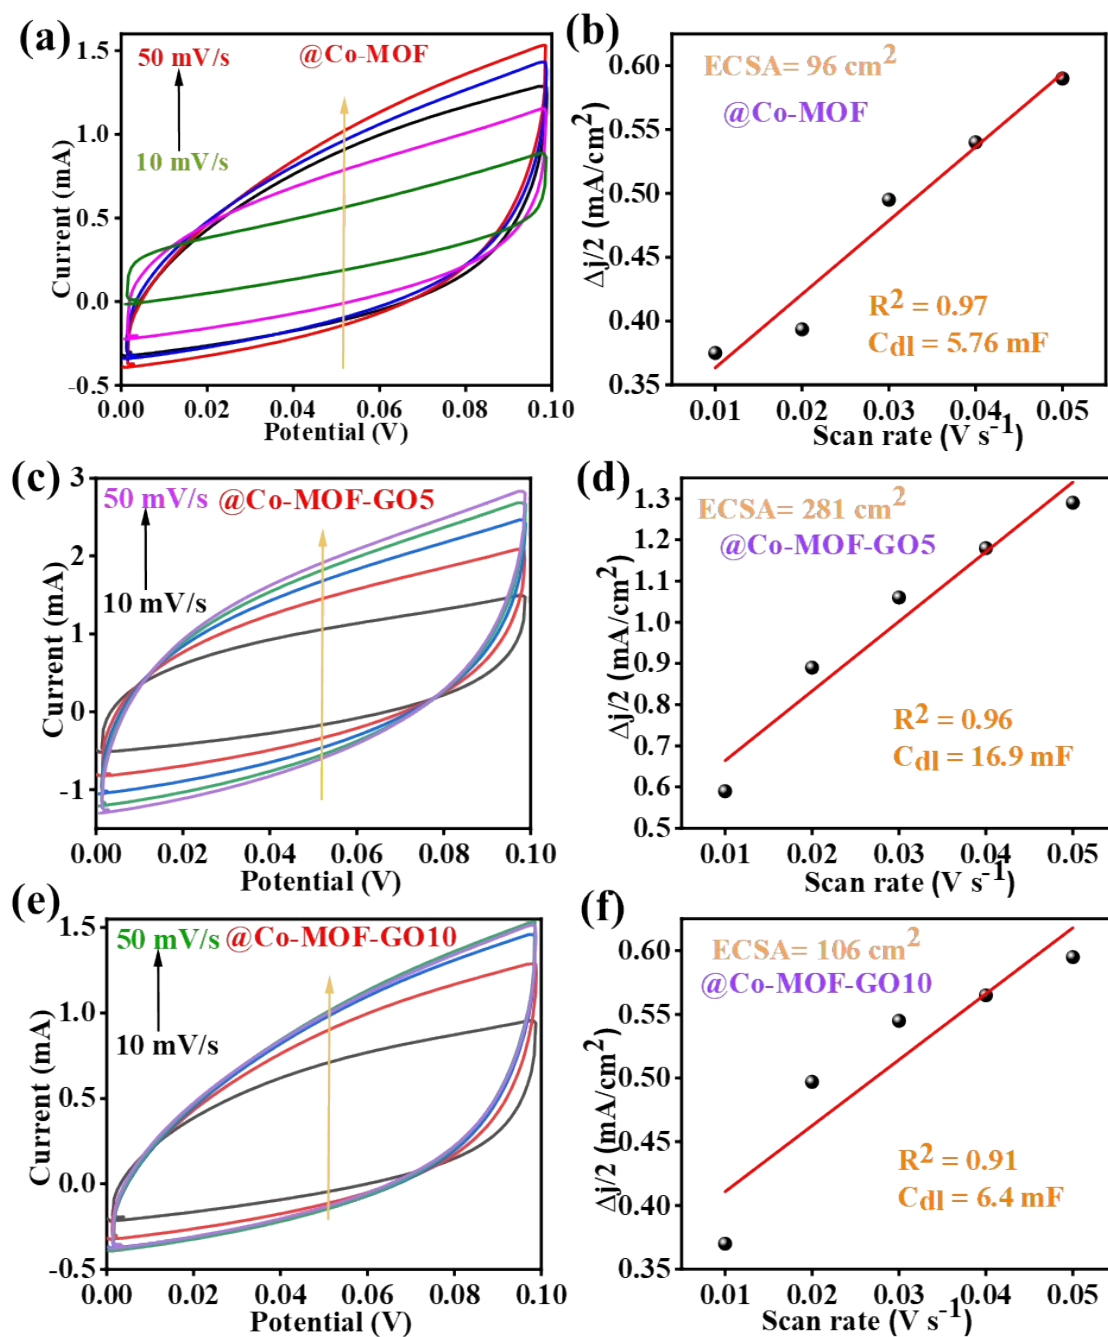 (a)
50 mV/s
@Co-MOF
10 mV/s
Current (mA)
1.5
1.0
0.5
0.0
-0.5
0.00 0.02 0.04 0.06 0.08 0.10
Potential (V)
(b)
ECSA= 96 cm²
@Co-MOF
Δj/2 (mA/cm²)
0.60
0.55
0.50
0.45
0.40
0.35
R² = 0.97
Cdl = 5.76 mF
0.01 0.02 0.03 0.04 0.05
Scan rate (V s⁻¹)
(c)
50 mV/s @Co-MOF-GO5
10 mV/s
Current (mA)
3
2
1
0
-1
0.00 0.02 0.04 0.06 0.08 0.10
Potential (V)
(d)
ECSA= 281 cm²
@Co-MOF-GO5
Δj/2 (mA/cm²)
1.3
1.2
1.1
1.0
0.9
0.8
0.7
0.6
0.5
R² = 0.96
Cdl = 16.9 mF
0.01 0.02 0.03 0.04 0.05
Scan rate (V s⁻¹)
(e)
50 mV/s @Co-MOF-GO10
10 mV/s
Current (mA)
1.5
1.0
0.5
0.0
-0.5
0.00 0.02 0.04 0.06 0.08 0.10
Potential (V)
(f)
ECSA= 106 cm²
@Co-MOF-GO10
Δj/2 (mA/cm²)
0.60
0.55
0.50
0.45
0.40
0.35
R² = 0.91
Cdl = 6.4 mF
0.01 0.02 0.03 0.04 0.05
Scan rate (V s⁻¹)